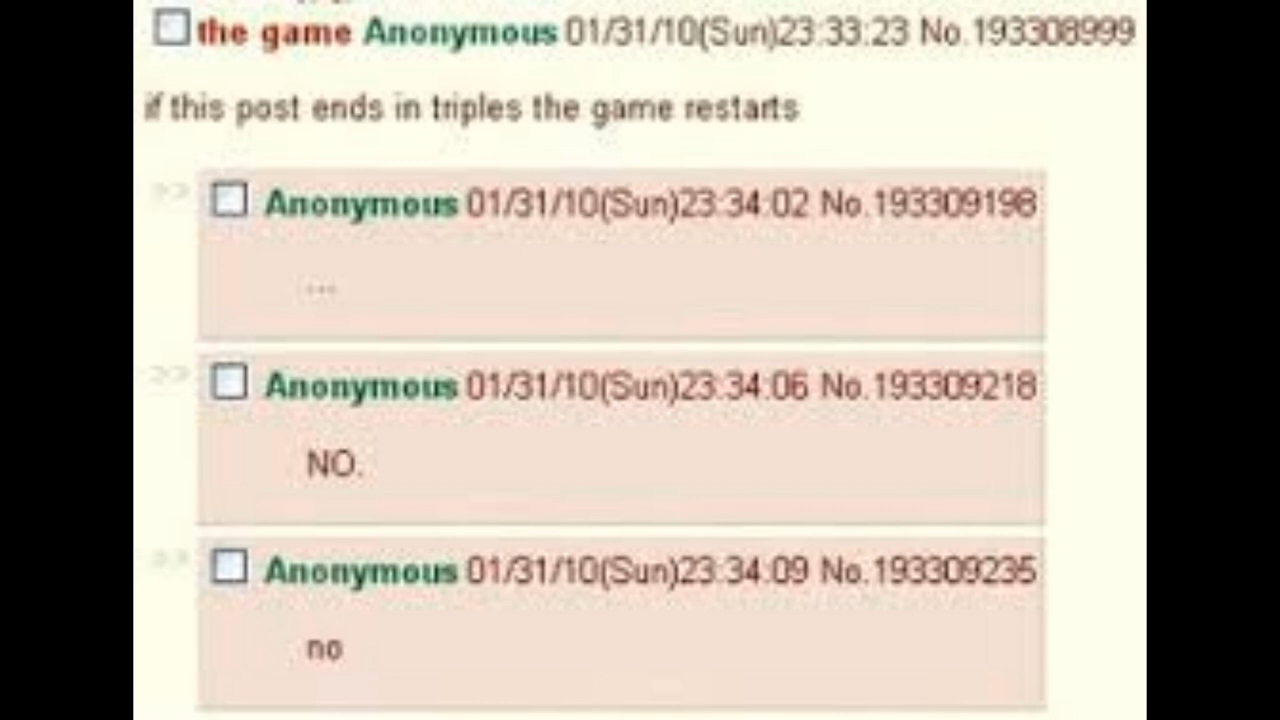 the game Anonymous 01/31/10(Sun)23:33:23 No.193308999
if this post ends in triples the game restarts
>> Anonymous 01/31/10(Sun)23:34:02 No.193309198
...
>> Anonymous 01/31/10(Sun)23:34:06 No.193309218
NO.
>> Anonymous 01/31/10(Sun)23:34:09 No.193309235
no